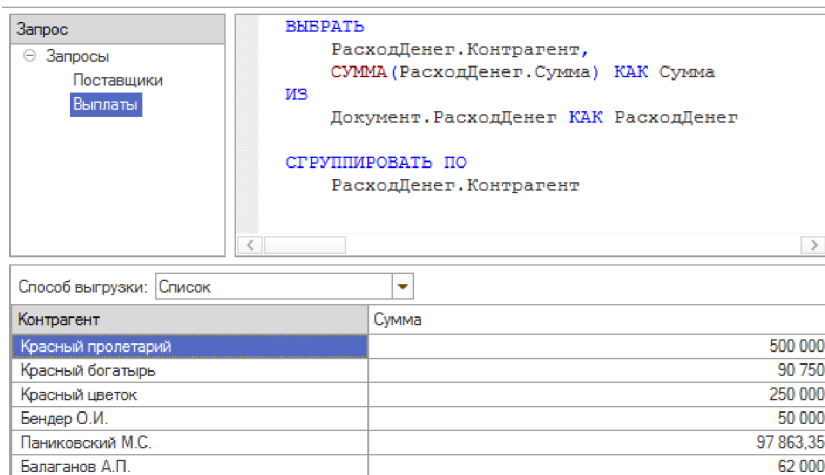 Запрос
Запросы
Поставщики
Выплаты
ВЫБРАТЬ
РасходДенег.Контрагент,
СУММА(РасходДенег.Сумма) КАК Сумма
ИЗ
Документ.РасходДенег КАК РасходДенег
СГРУППИРОВАТЬ ПО
РасходДенег.Контрагент
Способ выгрузки: Список
Контрагент Сумма
Красный пролетарий 500 000
Красный богатырь 90 750
Красный цветок 250 000
Бендер О.И. 50 000
Паниковский М.С. 97 863,35
Балаганов А.П. 62 000